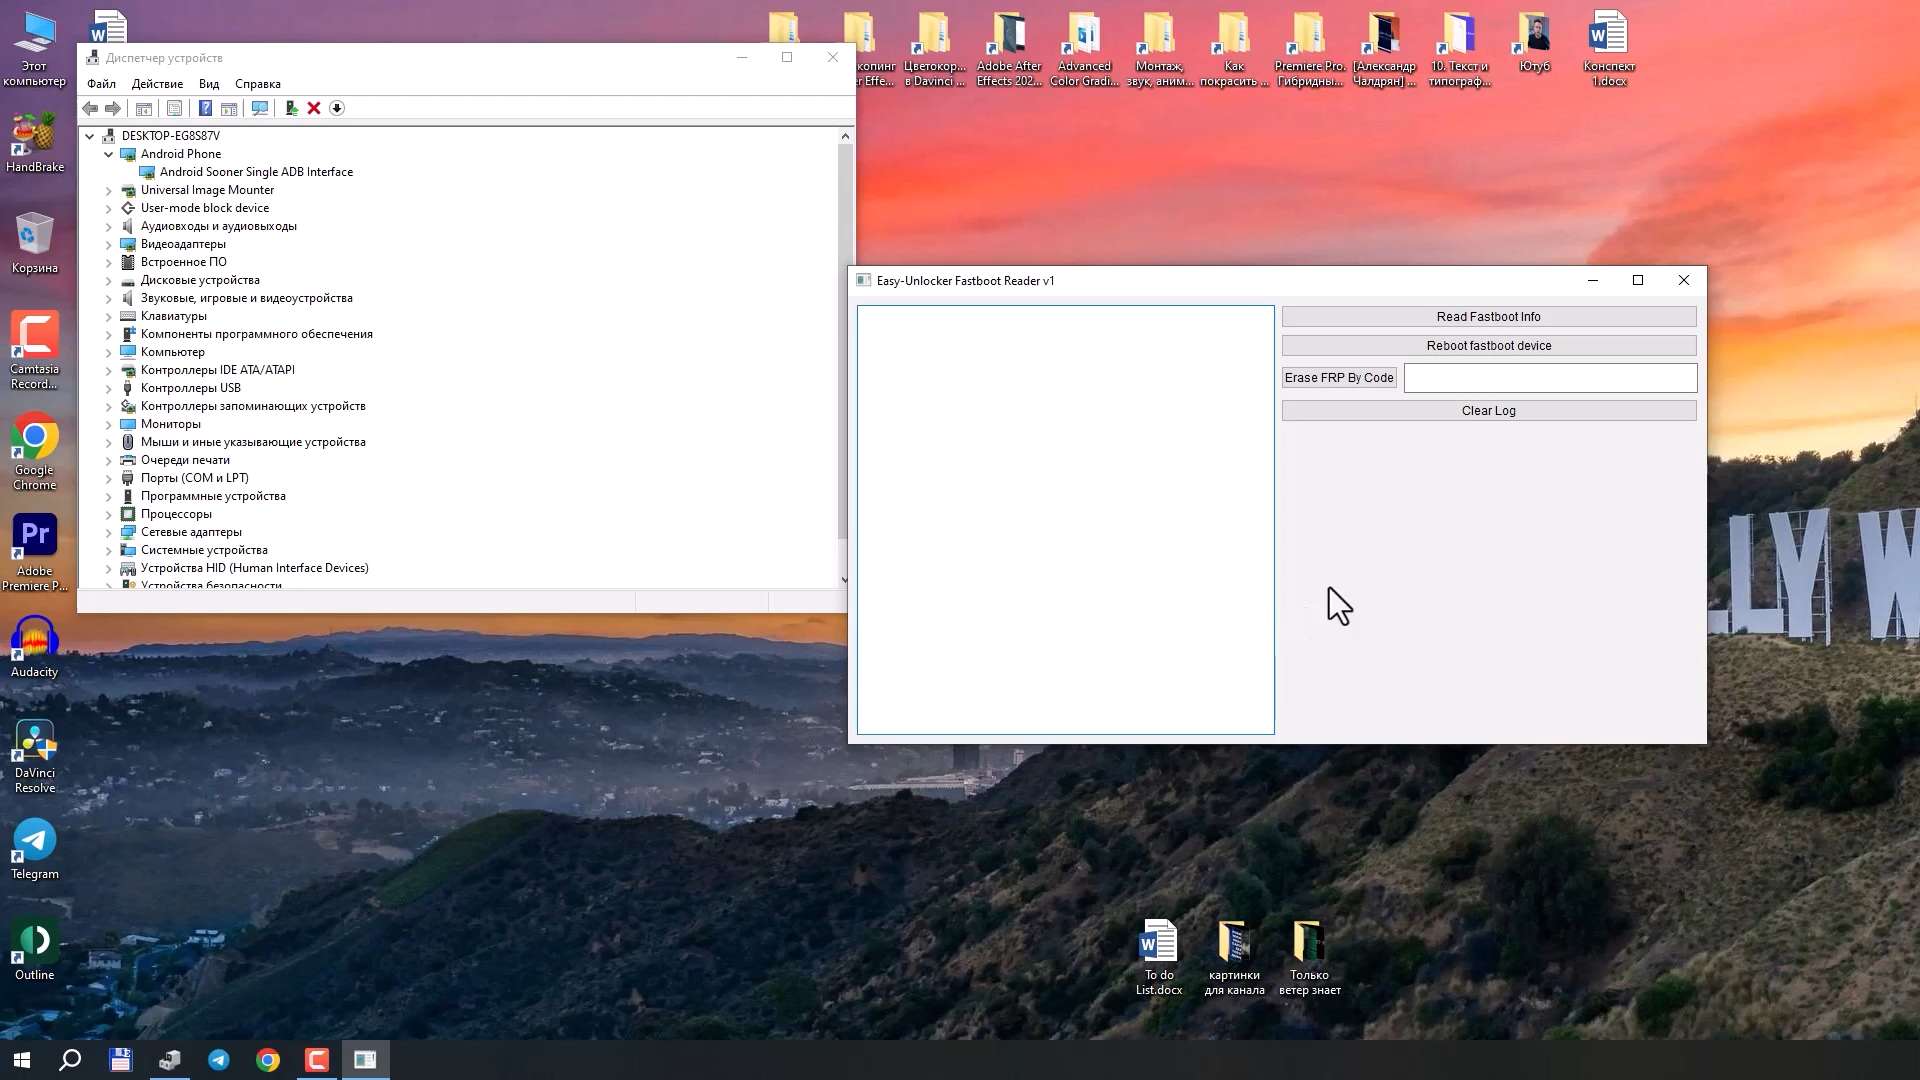 Этот
компьютер
HandBrake
Корзина
Camtasia
Record...
Google
Chrome
Adobe
Premiere P...
Audacity
DaVinci
Resolve
Telegram
Outline
Диспетчер устройств
Файл Действие Вид Справка
DESKTOP-EG8S87V
Android Phone
Android Sooner Single ADB Interface
Universal Image Mounter
User-mode block device
Аудиовходы и аудиовыходы
Видеоадаптеры
Встроенное ПО
Дисковые устройства
Звуковые, игровые и видеоустройства
Клавиатуры
Компоненты программного обеспечения
Компьютер
Контроллеры IDE ATA/ATAPI
Контроллеры USB
Контроллеры запоминающих устройств
Мониторы
Мыши и иные указывающие устройства
Очереди печати
Порты (COM и LPT)
Программные устройства
Процессоры
Сетевые адаптеры
Системные устройства
Устройства HID (Human Interface Devices)
Устройства безопасности
копинг
r Effe...
Цветокор...
в Davinci ...
Adobe After
Effects 202...
Advanced
Color Gradi...
Монтаж,
звук, аним...
Как
покрасить ...
Premiere Pro.
Гибридны...
[Александр
Чалдрян] ...
10. Текст и
типограф...
Ютуб
Конспект
1.docx
Easy-Unlocker Fastboot Reader v1
Read Fastboot Info
Reboot fastboot device
Erase FRP By Code
Clear Log
LYW
To do
List.docx
картинки
для канала
Только
ветер знает